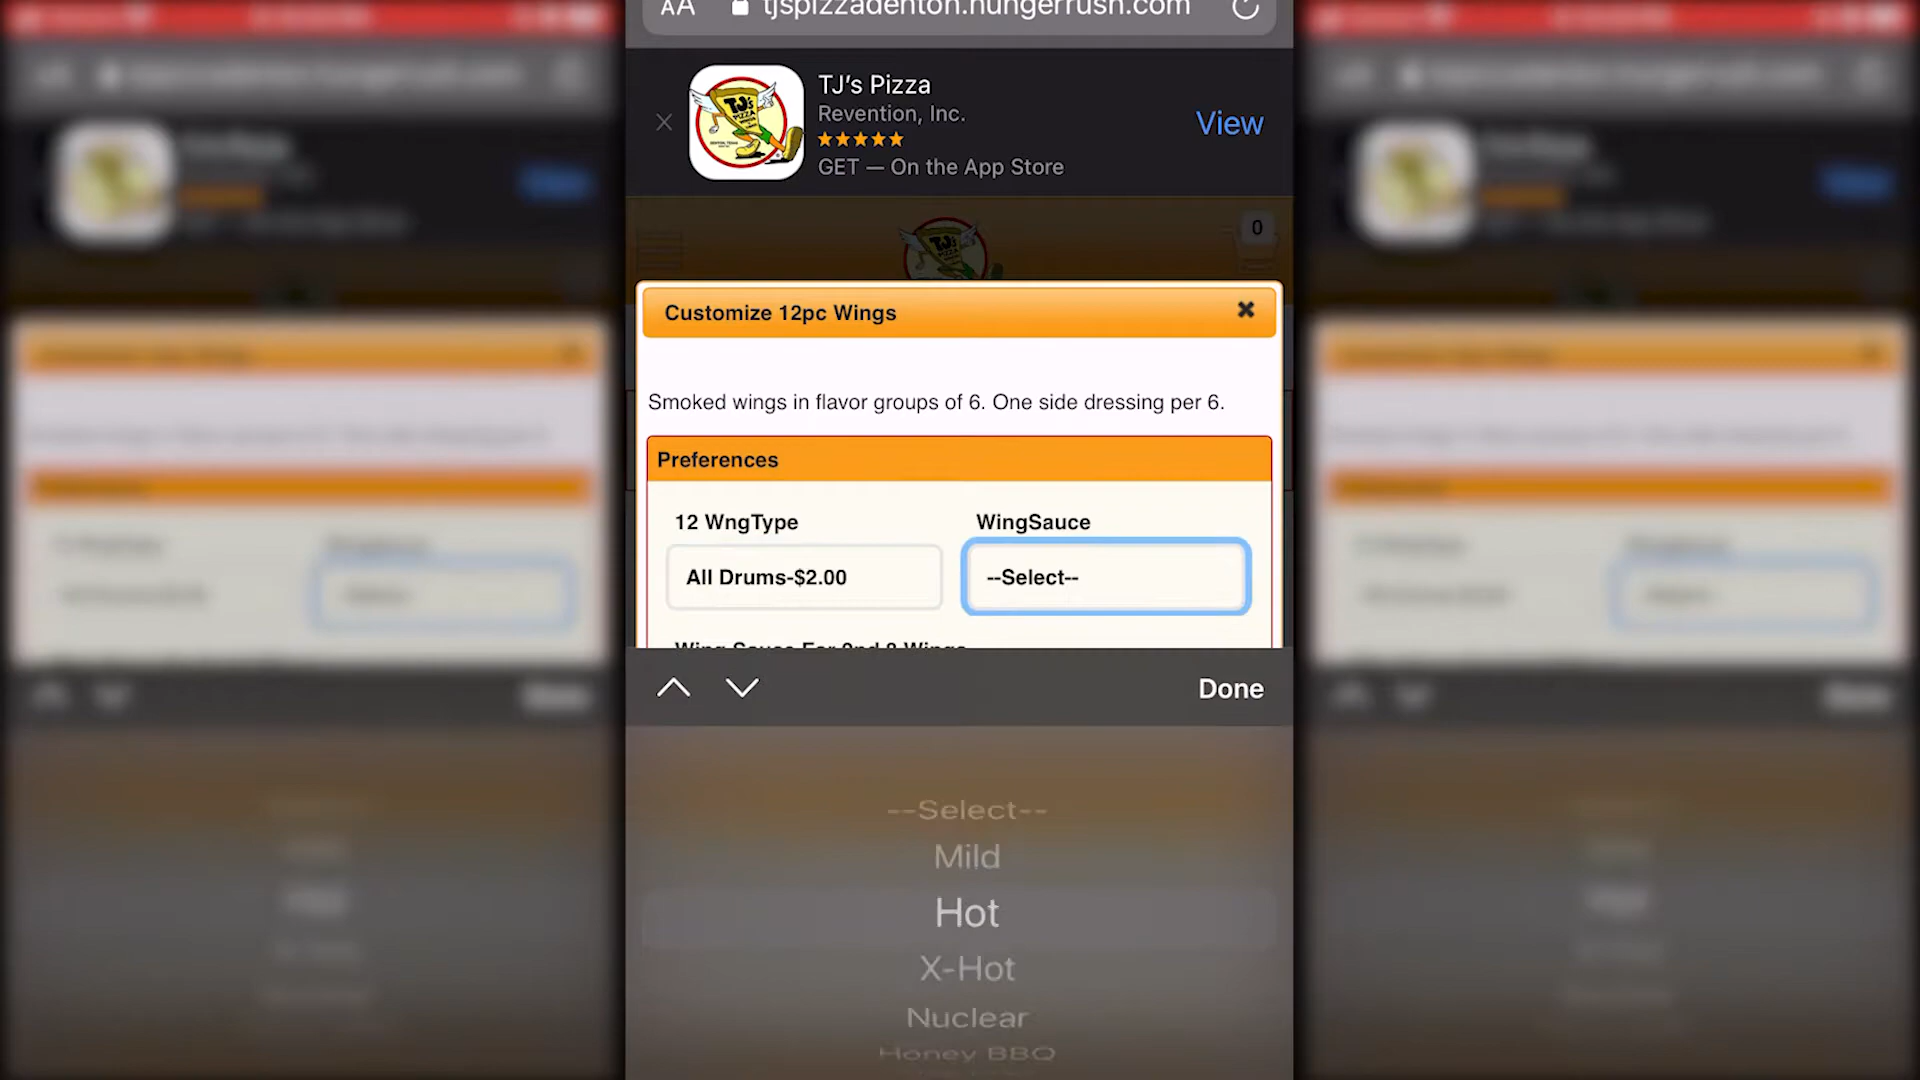 AA tjspizzadenton.hungerrush.com
TJ's Pizza
Revention, Inc.
GET — On the App Store
View
TJ's
PIZZA
0
Customize 12pc Wings
Smoked wings in flavor groups of 6. One side dressing per 6.
Preferences
12 WngType
WingSauce
All Drums-$2.00
--Select--
Done
--Select--
Mild
Hot
X-Hot
Nuclear
Honey BBQ